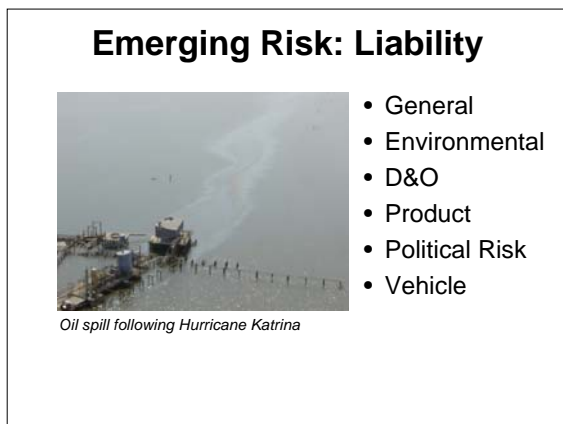 Emerging Risk: Liability
• General
• Environmental
• D&O
• Product
• Political Risk
• Vehicle
Oil spill following Hurricane Katrina